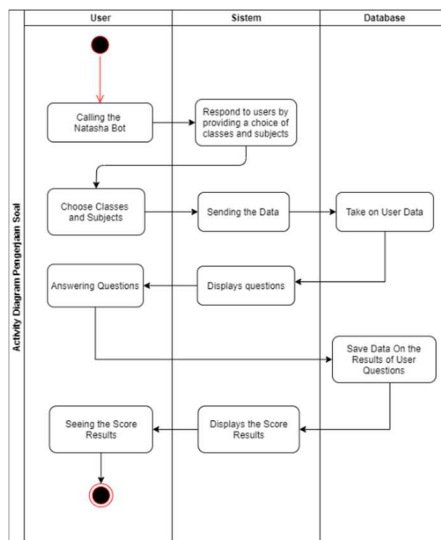 Activity Diagram Pengerjaan Soal
User
Sistem
Database
Calling the
Natasha Bot
Respond to users by
providing a choice of
classes and subjects
Choose Classes
and Subjects
Sending the Data
Take on User Data
Answering Questions
Displays questions
Save Data On the
Results of User
Questions
Seeing the Score
Results
Displays the Score
Results